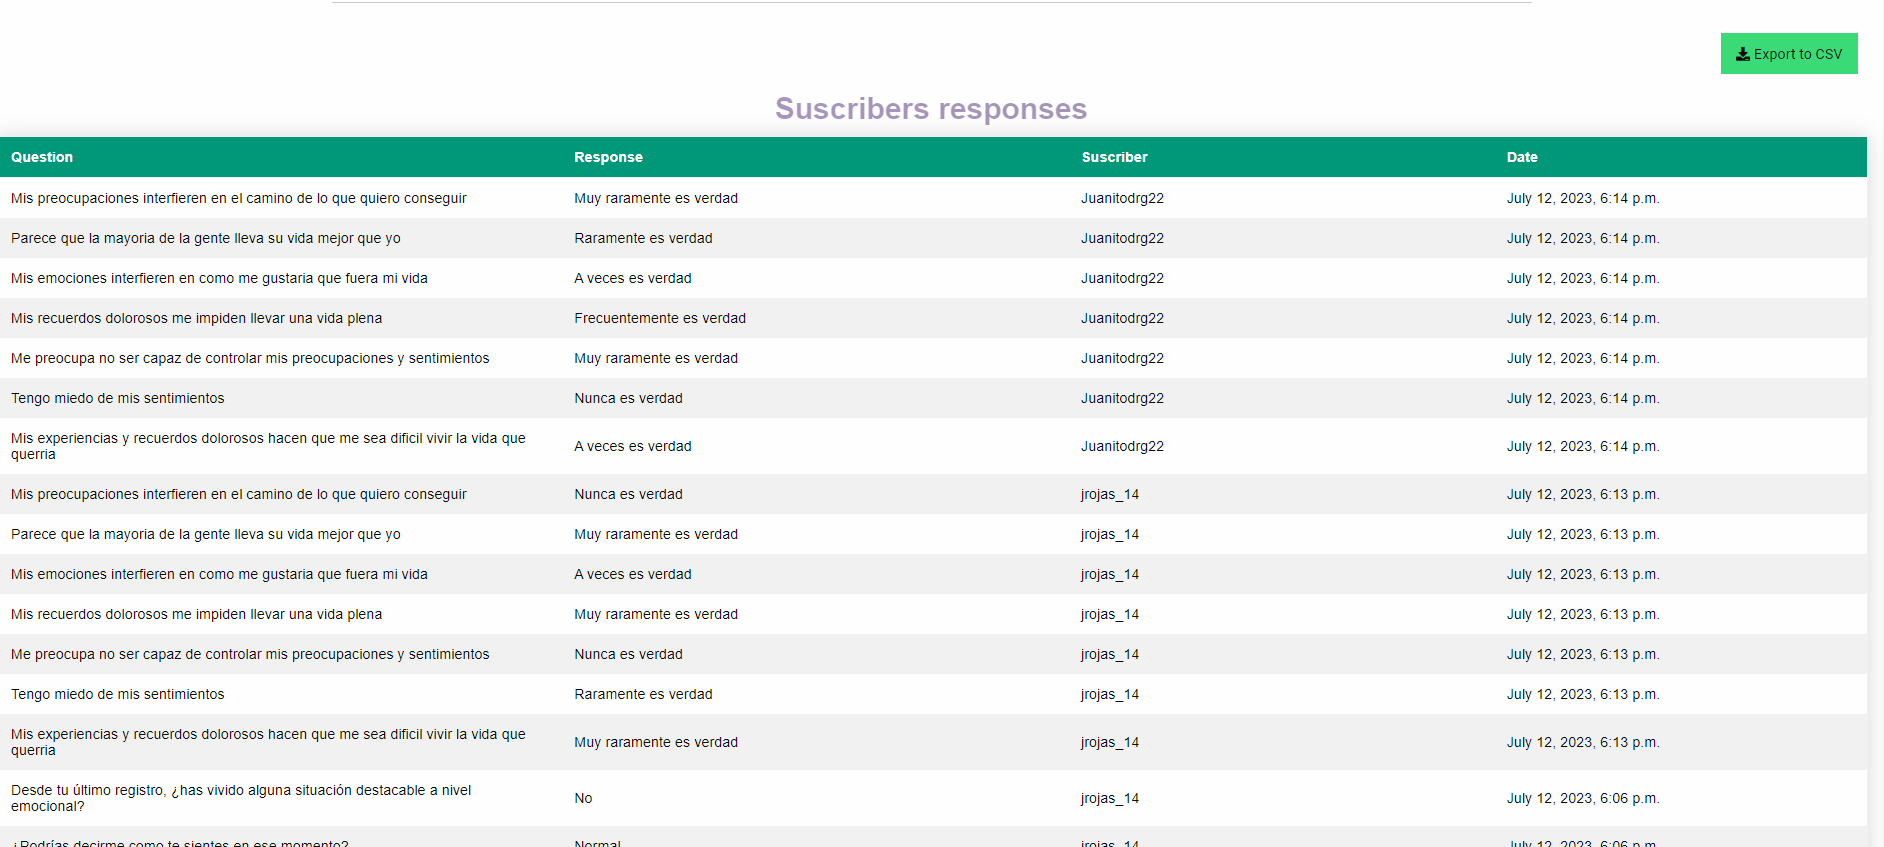 Export to CSV
Suscribers responses
Question Response Suscriber Date
Mis preocupaciones interfieren en el camino de lo que quiero conseguir Muy raramente es verdad Juanitodrg22 July 12, 2023, 6:14 p.m.
Parece que la mayoria de la gente lleva su vida mejor que yo Raramente es verdad Juanitodrg22 July 12, 2023, 6:14 p.m.
Mis emociones interfieren en como me gustaria que fuera mi vida A veces es verdad Juanitodrg22 July 12, 2023, 6:14 p.m.
Mis recuerdos dolorosos me impiden llevar una vida plena Frecuentemente es verdad Juanitodrg22 July 12, 2023, 6:14 p.m.
Me preocupa no ser capaz de controlar mis preocupaciones y sentimientos Muy raramente es verdad Juanitodrg22 July 12, 2023, 6:14 p.m.
Tengo miedo de mis sentimientos Nunca es verdad Juanitodrg22 July 12, 2023, 6:14 p.m.
Mis experiencias y recuerdos dolorosos hacen que me sea dificil vivir la vida que
querria A veces es verdad Juanitodrg22 July 12, 2023, 6:14 p.m.
Mis preocupaciones interfieren en el camino de lo que quiero conseguir Nunca es verdad jrojas_14 July 12, 2023, 6:13 p.m.
Parece que la mayoria de la gente lleva su vida mejor que yo Muy raramente es verdad jrojas_14 July 12, 2023, 6:13 p.m.
Mis emociones interfieren en como me gustaria que fuera mi vida A veces es verdad jrojas_14 July 12, 2023, 6:13 p.m.
Mis recuerdos dolorosos me impiden llevar una vida plena Muy raramente es verdad jrojas_14 July 12, 2023, 6:13 p.m.
Me preocupa no ser capaz de controlar mis preocupaciones y sentimientos Nunca es verdad jrojas_14 July 12, 2023, 6:13 p.m.
Tengo miedo de mis sentimientos Raramente es verdad jrojas_14 July 12, 2023, 6:13 p.m.
Mis experiencias y recuerdos dolorosos hacen que me sea dificil vivir la vida que
querria Muy raramente es verdad jrojas_14 July 12, 2023, 6:13 p.m.
Desde tu último registro, ¿has vivido alguna situación destacable a nivel
emocional? No jrojas_14 July 12, 2023, 6:06 p.m.
¿Podrías decirme como te sientes en ese momento? Normal jrojas_14 July 12, 2023, 6:06 p.m.